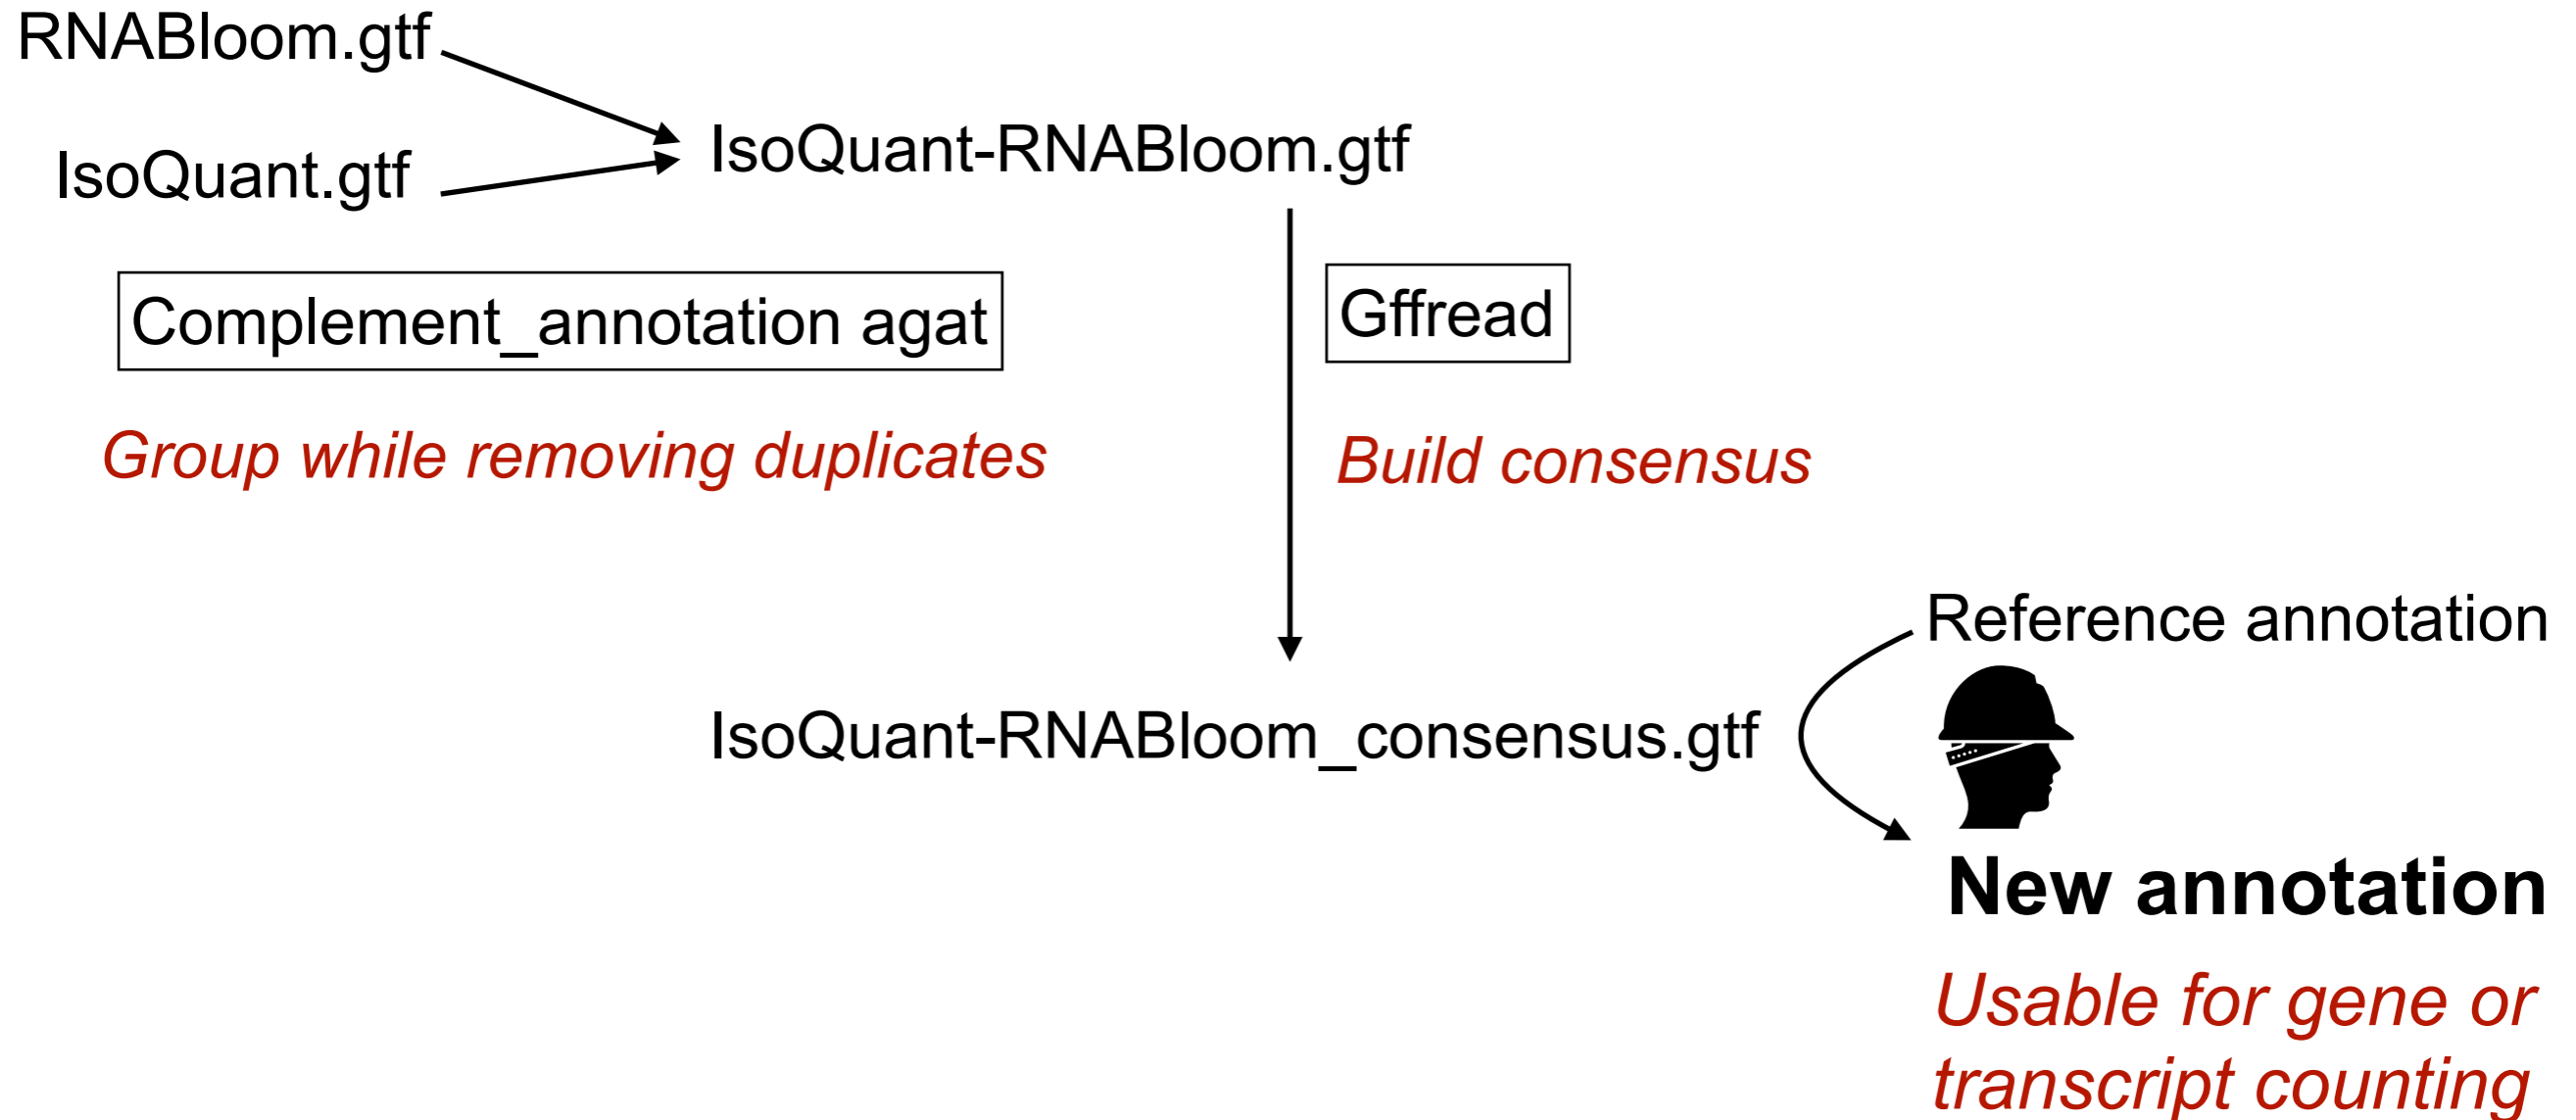 RNABloom.gtf
IsoQuant.gtf
IsoQuant-RNABloom.gtf
Complement_annotation agat
Gffread
Group while removing duplicates
Build consensus
Reference annotation
IsoQuant-RNABloom_consensus.gtf
New annotation
Usable for gene or
transcript counting